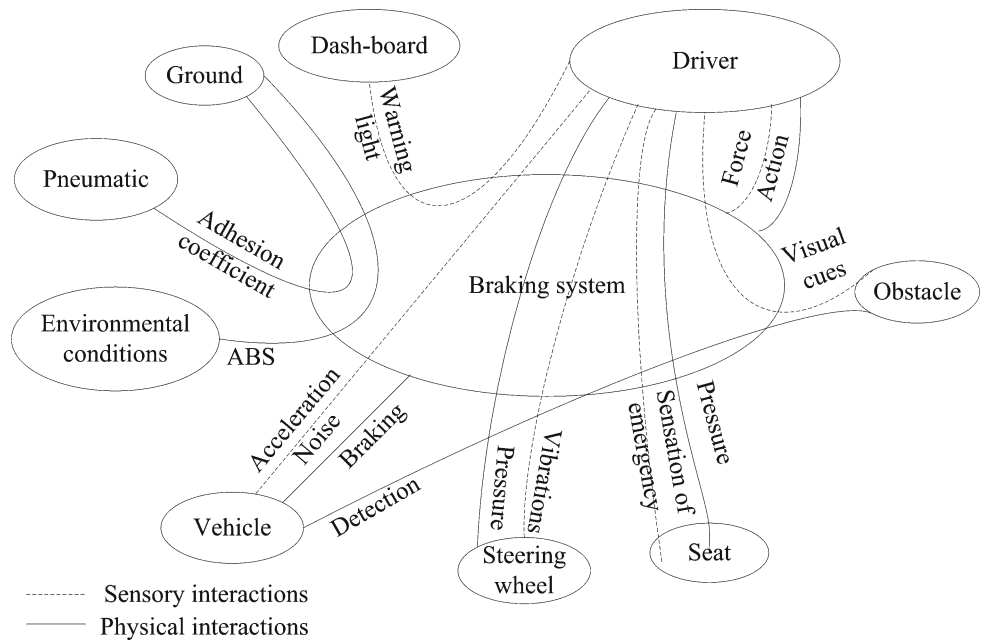 Dash-board
Driver
Ground
Warning
light
Force
Action
Pneumatic
Adhesion
coefficient
Visual
cues
Braking system
Obstacle
Environmental
conditions
ABS
Acceleration
Noise
Braking
Pressure
Sensation of
emergency
Vibrations
Pressure
Detection
Vehicle
Steering
wheel
Seat
Sensory interactions
Physical interactions